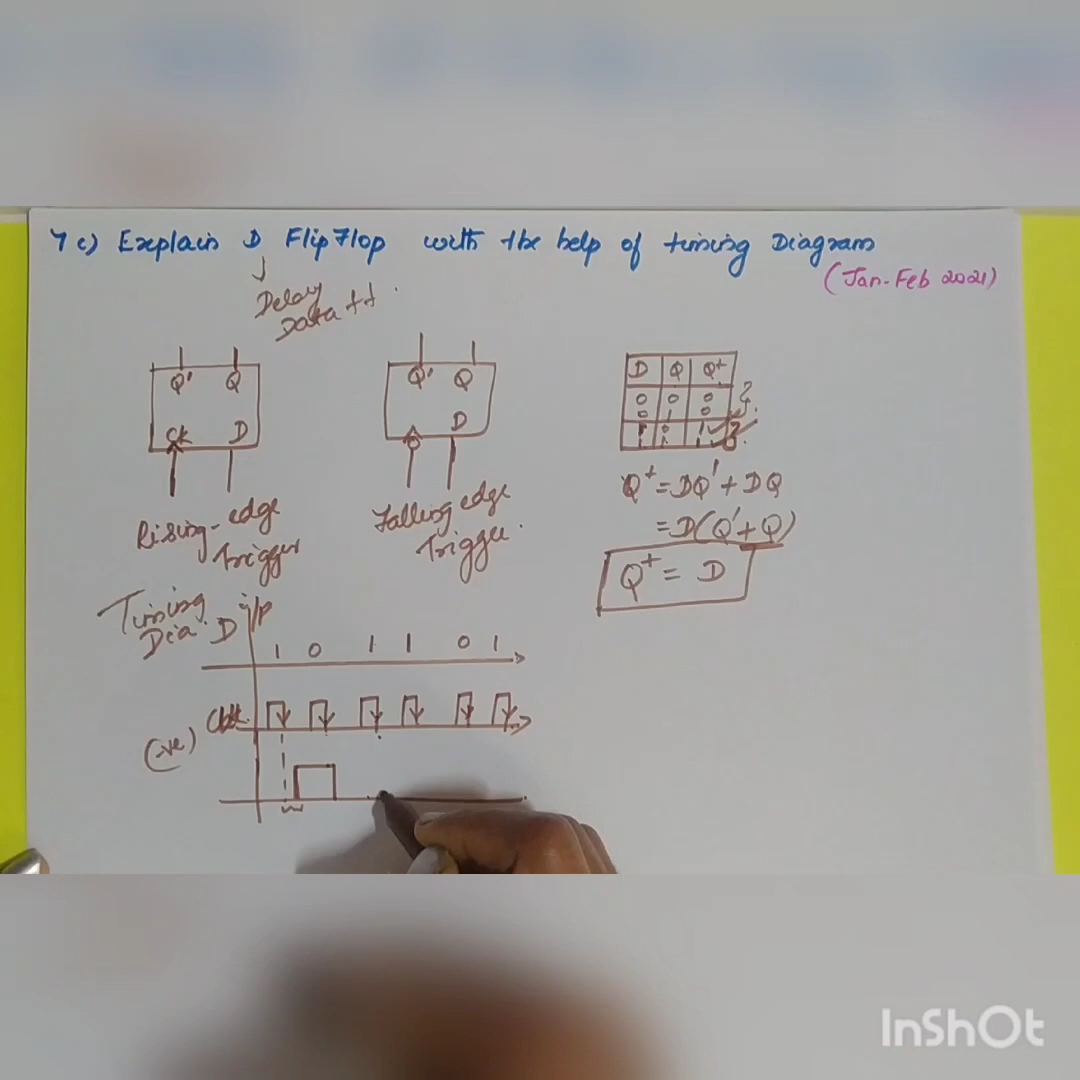 7 c) Explain D Flip Flop with the help of timing Diagram
(Jan-Feb 2021)
Delay
Data ff.
Q' Q
Ck D
Rising-edge
Trigger
Q' Q
D
Falling edge
Trigger.
D Q Q+
0 0 0
0 1 0
1 0 1
1 1 1
Q+ = DQ' + DQ
= D(Q' + Q)
Q+ = D
Timing
Dia. D i/p
1 0 1 1 0 1
(-ve)
InShOt